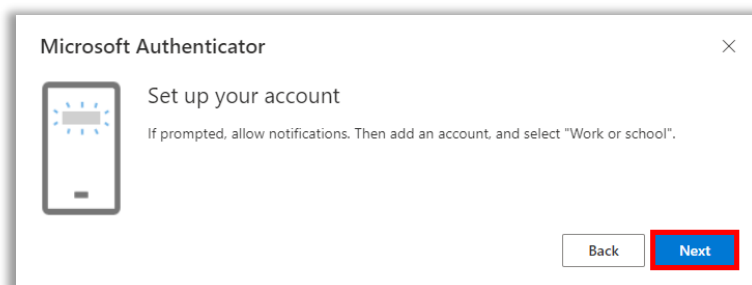 Microsoft Authenticator
Set up your account
If prompted, allow notifications. Then add an account, and select "Work or school".
Back
Next